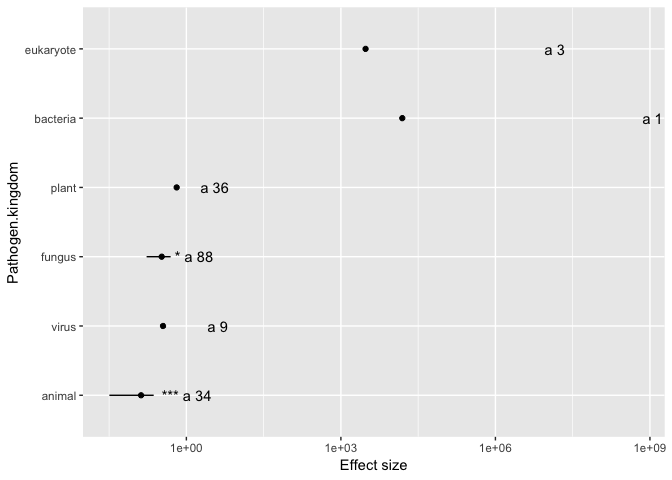 eukaryote a 3
bacteria a 1
plant a 36
fungus * a 88
virus a 9
animal *** a 34
Pathogen.kingdom
1e+00 1e+03 1e+06 1e+09
Effect size